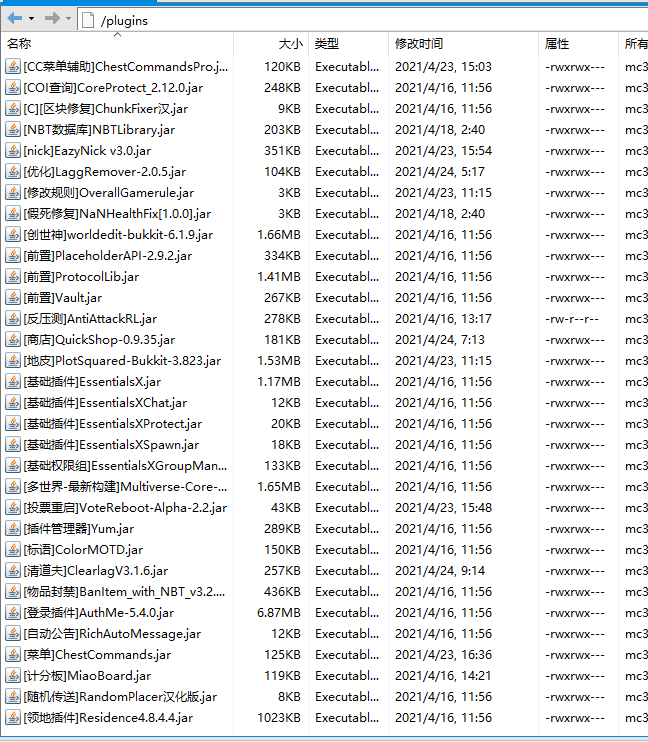 /plugins
名称 大小 类型 修改时间 属性 所有
[CC菜单辅助]ChestCommandsPro.j... 120KB Executabl... 2021/4/23, 15:03 -rwxrwx--- mc3
[COI查询]CoreProtect_2.12.0.jar 248KB Executabl... 2021/4/16, 11:56 -rwxrwx--- mc3
[C][区块修复]ChunkFixer汉.jar 9KB Executabl... 2021/4/16, 11:56 -rwxrwx--- mc3
[NBT数据库]NBTLibrary.jar 203KB Executabl... 2021/4/18, 2:40 -rwxrwx--- mc3
[nick]EazyNick v3.0.jar 351KB Executabl... 2021/4/23, 15:54 -rwxrwx--- mc3
[优化]LaggRemover-2.0.5.jar 104KB Executabl... 2021/4/24, 5:17 -rwxrwx--- mc3
[修改规则]OverallGamerule.jar 3KB Executabl... 2021/4/23, 11:15 -rwxrwx--- mc3
[假死修复]NaNHealthFix[1.0.0].jar 3KB Executabl... 2021/4/18, 2:40 -rwxrwx--- mc3
[创世神]worldedit-bukkit-6.1.9.jar 1.66MB Executabl... 2021/4/16, 11:56 -rwxrwx--- mc3
[前置]PlaceholderAPI-2.9.2.jar 334KB Executabl... 2021/4/16, 11:56 -rwxrwx--- mc3
[前置]ProtocolLib.jar 1.41MB Executabl... 2021/4/16, 11:56 -rwxrwx--- mc3
[前置]Vault.jar 267KB Executabl... 2021/4/16, 11:56 -rwxrwx--- mc3
[反压测]AntiAttackRL.jar 278KB Executabl... 2021/4/16, 13:17 -rw-r--r-- mc3
[商店]QuickShop-0.9.35.jar 181KB Executabl... 2021/4/24, 7:13 -rwxrwx--- mc3
[地皮]PlotSquared-Bukkit-3.823.jar 1.53MB Executabl... 2021/4/23, 11:15 -rwxrwx--- mc3
[基础插件]EssentialsX.jar 1.17MB Executabl... 2021/4/16, 11:56 -rwxrwx--- mc3
[基础插件]EssentialsXChat.jar 12KB Executabl... 2021/4/16, 11:56 -rwxrwx--- mc3
[基础插件]EssentialsXProtect.jar 20KB Executabl... 2021/4/16, 11:56 -rwxrwx--- mc3
[基础插件]EssentialsXSpawn.jar 18KB Executabl... 2021/4/16, 11:56 -rwxrwx--- mc3
[基础权限组]EssentialsXGroupMan... 133KB Executabl... 2021/4/16, 11:56 -rwxrwx--- mc3
[多世界-最新构建]Multiverse-Core-... 1.65MB Executabl... 2021/4/16, 11:56 -rwxrwx--- mc3
[投票重启]VoteReboot-Alpha-2.2.jar 43KB Executabl... 2021/4/23, 15:48 -rwxrwx--- mc3
[插件管理器]Yum.jar 289KB Executabl... 2021/4/16, 11:56 -rwxrwx--- mc3
[标语]ColorMOTD.jar 150KB Executabl... 2021/4/16, 11:56 -rwxrwx--- mc3
[清道夫]ClearlagV3.1.6.jar 257KB Executabl... 2021/4/24, 9:14 -rwxrwx--- mc3
[物品封禁]BanItem_with_NBT_v3.2.... 436KB Executabl... 2021/4/16, 11:56 -rwxrwx--- mc3
[登录插件]AuthMe-5.4.0.jar 6.87MB Executabl... 2021/4/16, 11:56 -rwxrwx--- mc3
[自动公告]RichAutoMessage.jar 12KB Executabl... 2021/4/16, 11:56 -rwxrwx--- mc3
[菜单]ChestCommands.jar 125KB Executabl... 2021/4/23, 16:36 -rwxrwx--- mc3
[计分板]MiaoBoard.jar 119KB Executabl... 2021/4/16, 14:21 -rwxrwx--- mc3
[随机传送]RandomPlacer汉化版.jar 8KB Executabl... 2021/4/16, 11:56 -rwxrwx--- mc3
[领地插件]Residence4.8.4.4.jar 1023KB Executabl... 2021/4/16, 11:56 -rwxrwx--- mc3